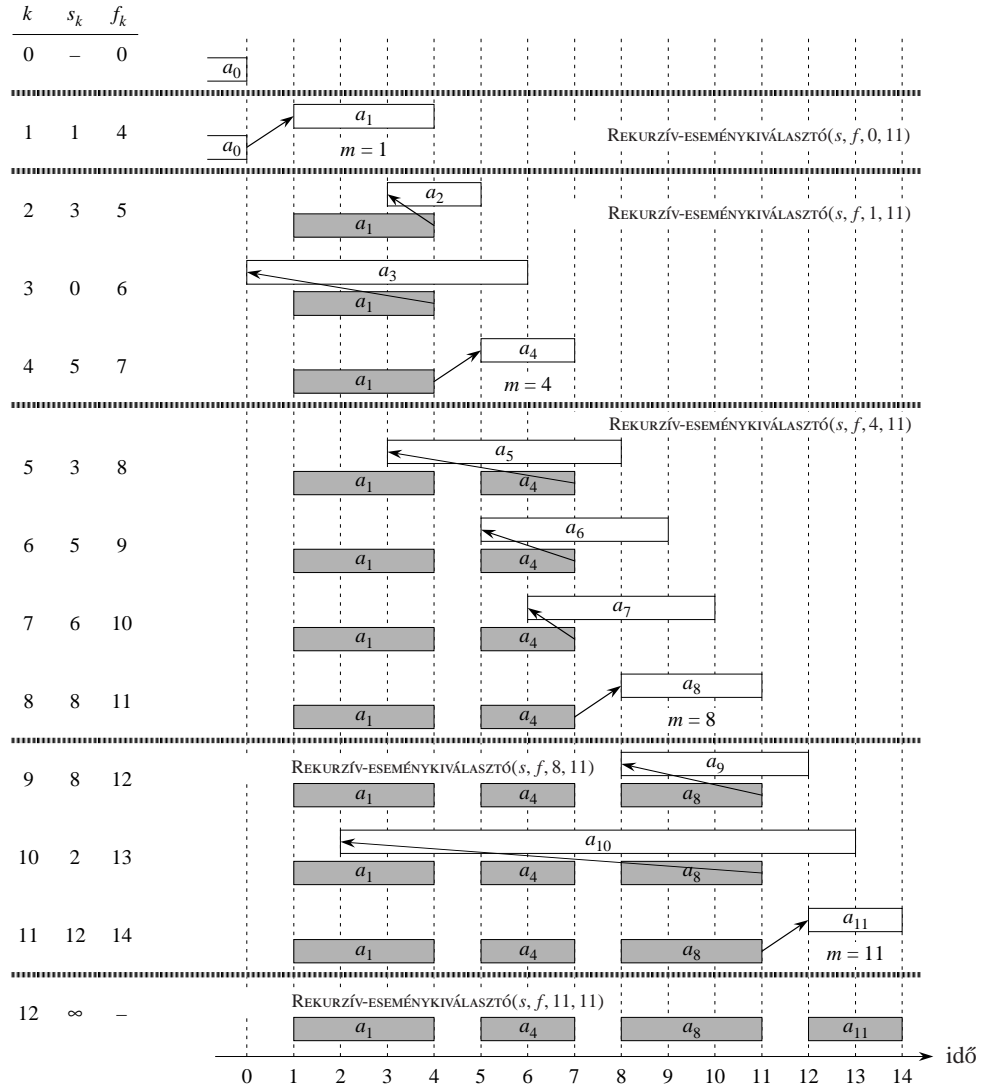 k s_k f_k
0 – 0
a_0
1 1 4
a_0
a_1
m = 1
REKURZÍV-ESEMÉNYKIVÁLASZTÓ(s, f, 0, 11)
2 3 5
a_2
a_1
REKURZÍV-ESEMÉNYKIVÁLASZTÓ(s, f, 1, 11)
3 0 6
a_3
a_1
4 5 7
a_4
a_1
m = 4
REKURZÍV-ESEMÉNYKIVÁLASZTÓ(s, f, 4, 11)
5 3 8
a_5
a_1 a_4
6 5 9
a_6
a_1 a_4
7 6 10
a_7
a_1 a_4
8 8 11
a_8
a_1 a_4
m = 8
REKURZÍV-ESEMÉNYKIVÁLASZTÓ(s, f, 8, 11)
9 8 12
a_9
a_1 a_4 a_8
10 2 13
a_10
a_1 a_4 a_8
11 12 14
a_11
a_1 a_4 a_8
m = 11
REKURZÍV-ESEMÉNYKIVÁLASZTÓ(s, f, 11, 11)
12 ∞ –
a_1 a_4 a_8 a_11
idő
0 1 2 3 4 5 6 7 8 9 10 11 12 13 14